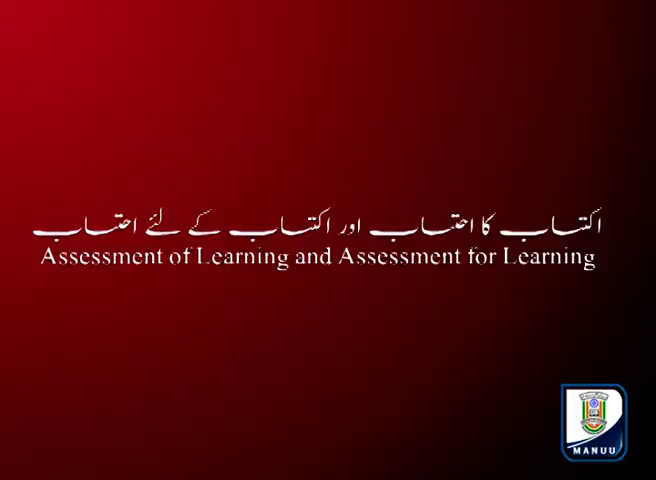 اکتساب کا احتساب اور اکتساب کے لئے احتساب
Assessment of Learning and Assessment for Learning
MANUU